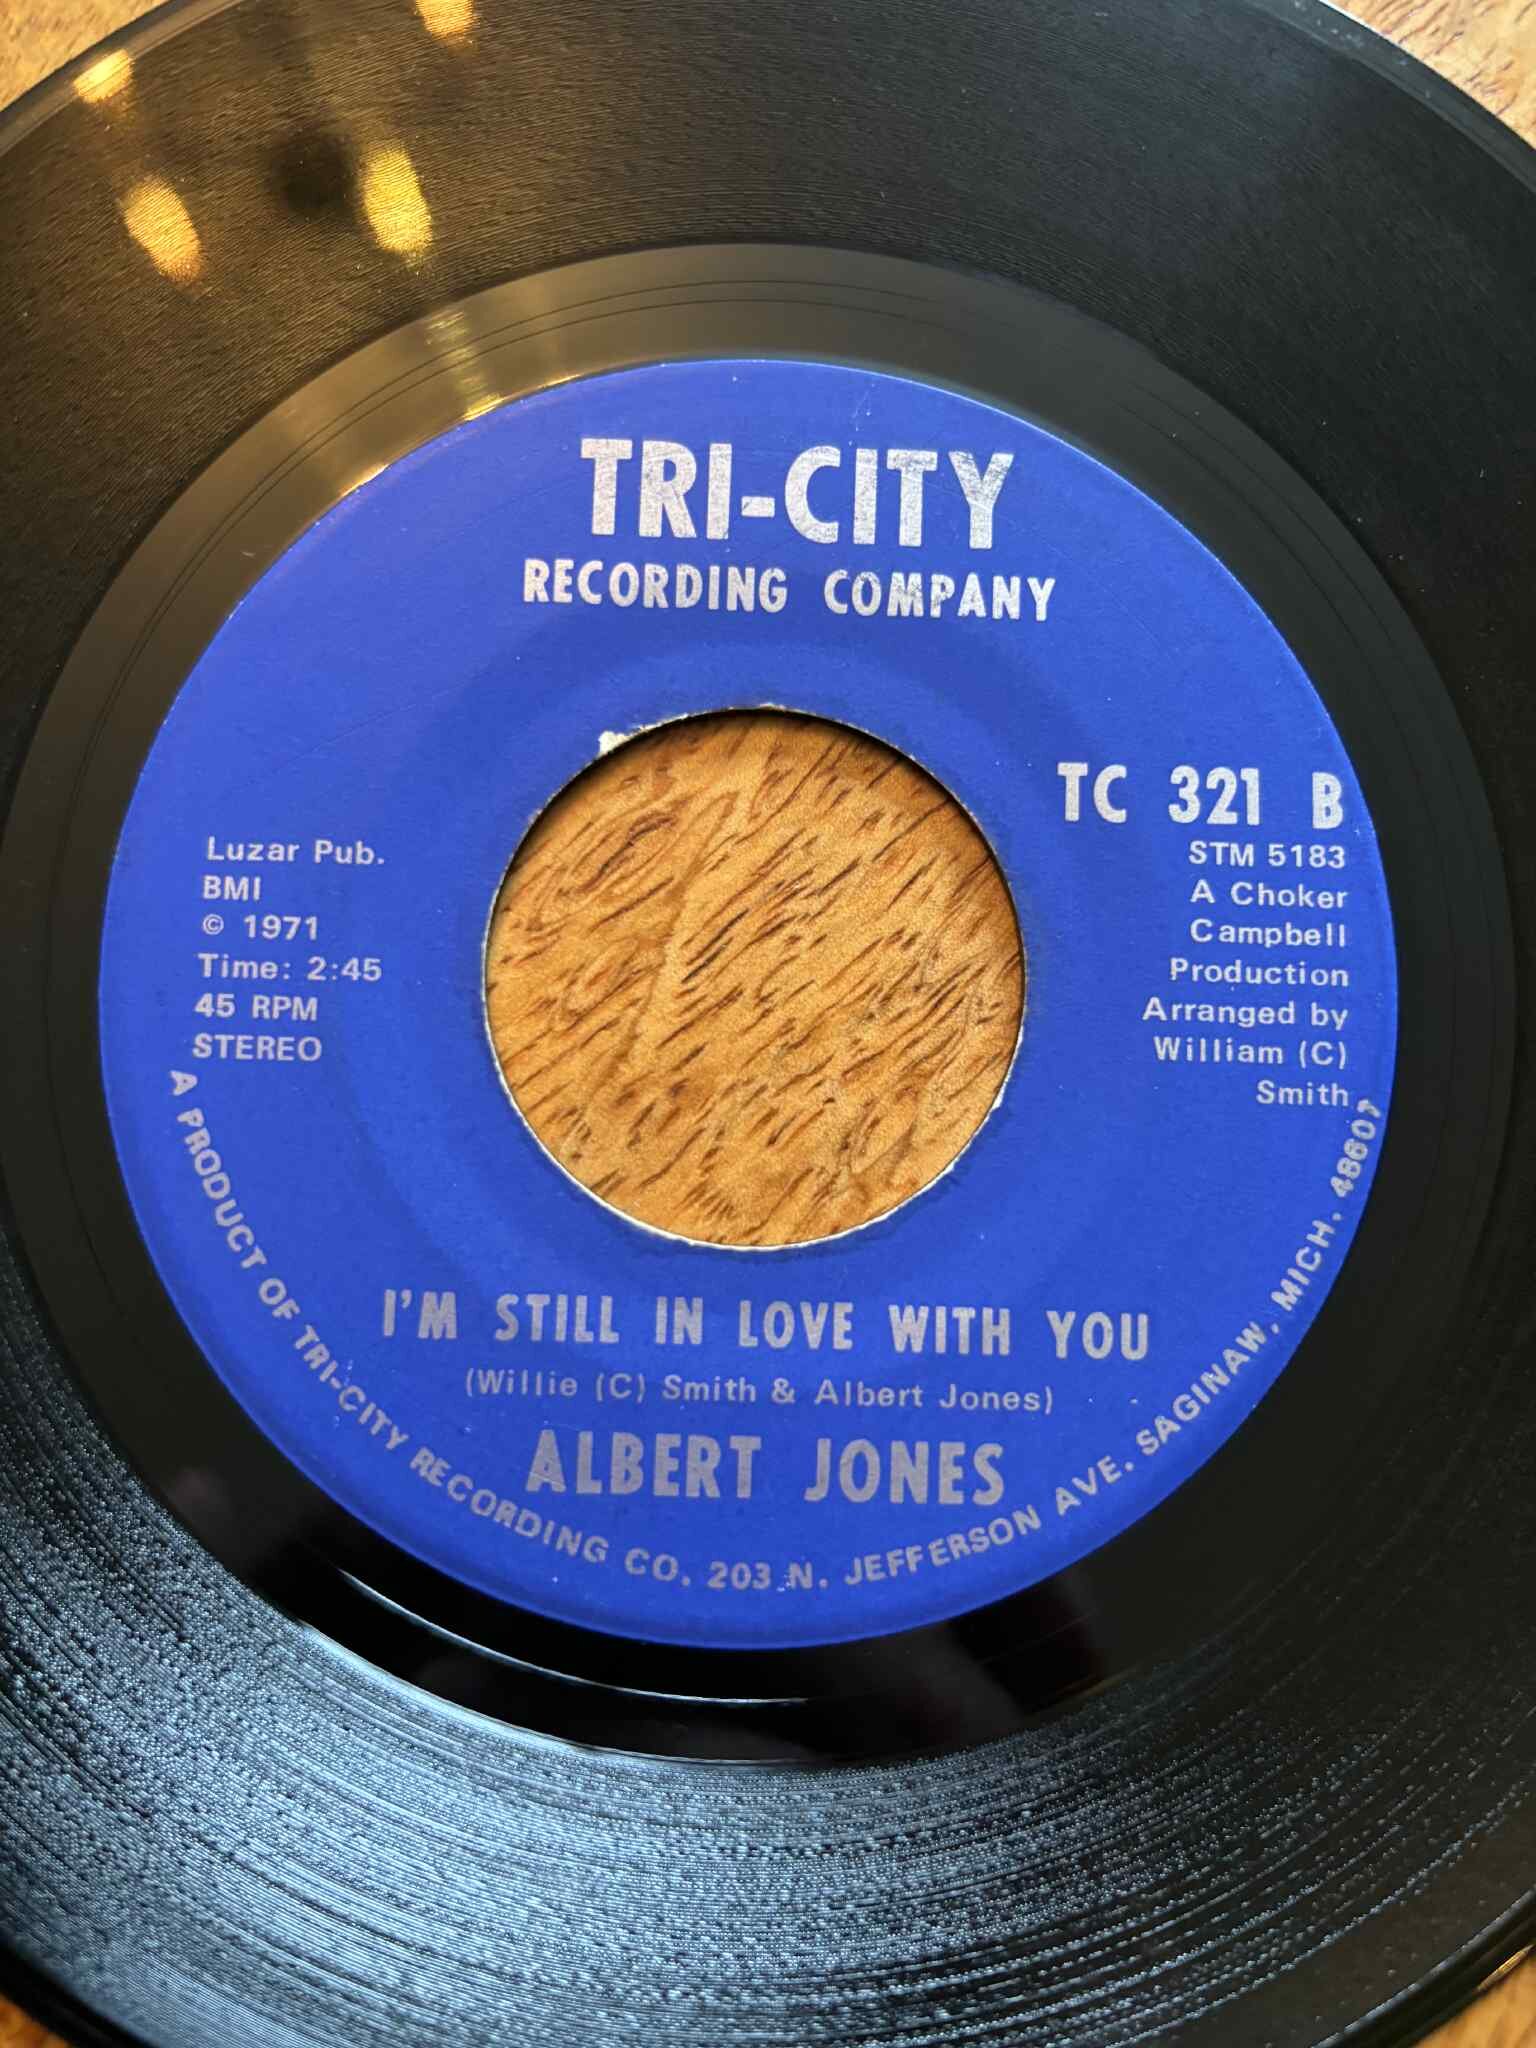 TRI-CITY
RECORDING COMPANY
TC 321 B
STM 5183
A Choker
Campbell
Production
Arranged by
William (C)
Smith
Luzar Pub.
BMI
© 1971
Time: 2:45
45 RPM
STEREO
I'M STILL IN LOVE WITH YOU
(Willie (C) Smith & Albert Jones)
ALBERT JONES
A PRODUCT OF TRI-CITY RECORDING CO. 203 N. JEFFERSON AVE. SAGINAW, MICH. 48607